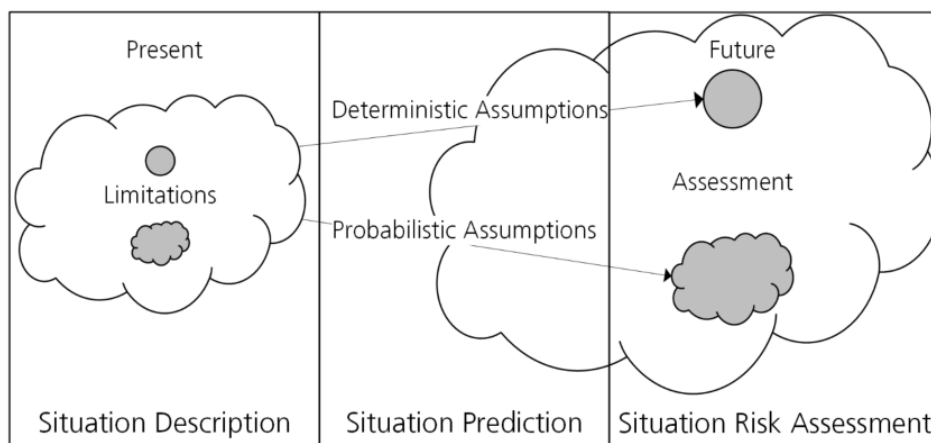 Present
Future
Deterministic Assumptions
Limitations
Assessment
Probabilistic Assumptions
Situation Description
Situation Prediction
Situation Risk Assessment